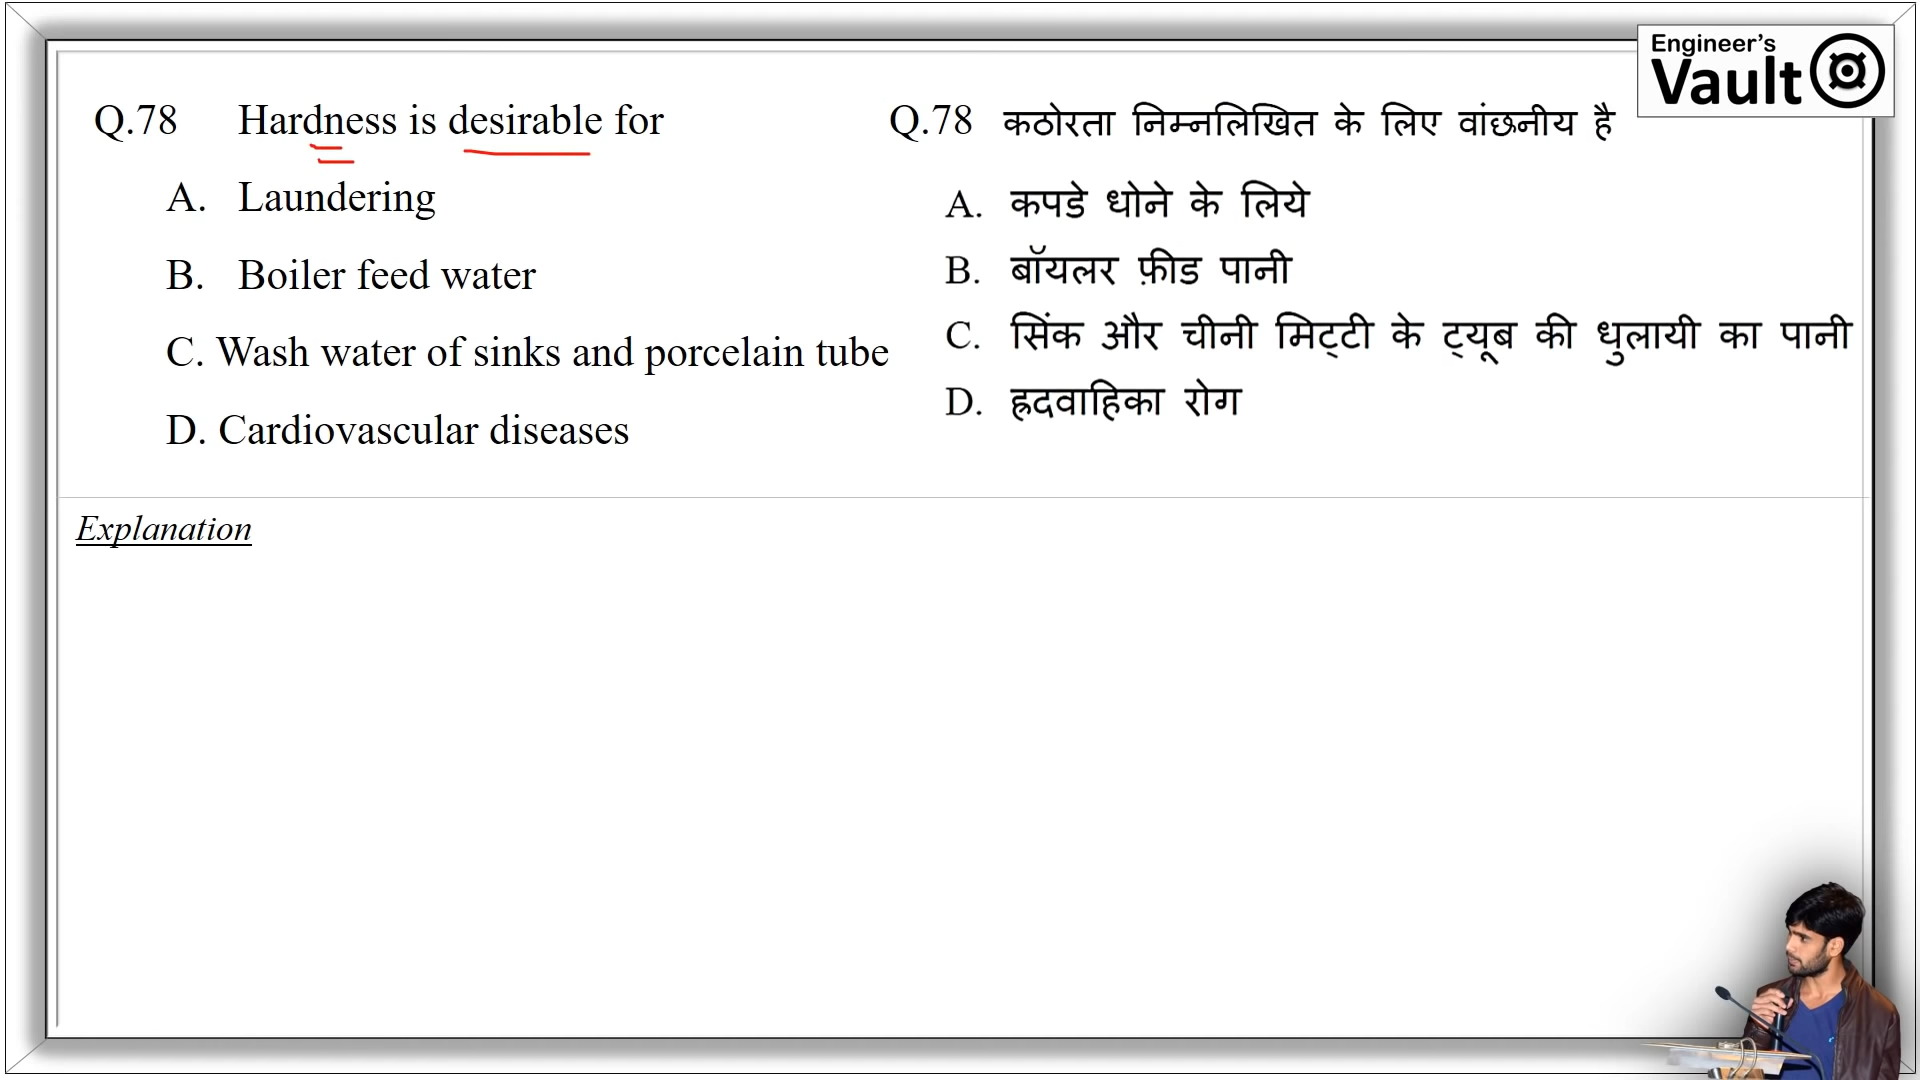 Engineer's
Vault
Q.78 Hardness is desirable for
A. Laundering
B. Boiler feed water
C. Wash water of sinks and porcelain tube
D. Cardiovascular diseases
Q.78 कठोरता निम्नलिखित के लिए वांछनीय है
A. कपडे धोने के लिये
B. बॉयलर फ़ीड पानी
C. सिंक और चीनी मिट्टी के ट्यूब की धुलायी का पानी
D. ह्रदवाहिका रोग
Explanation